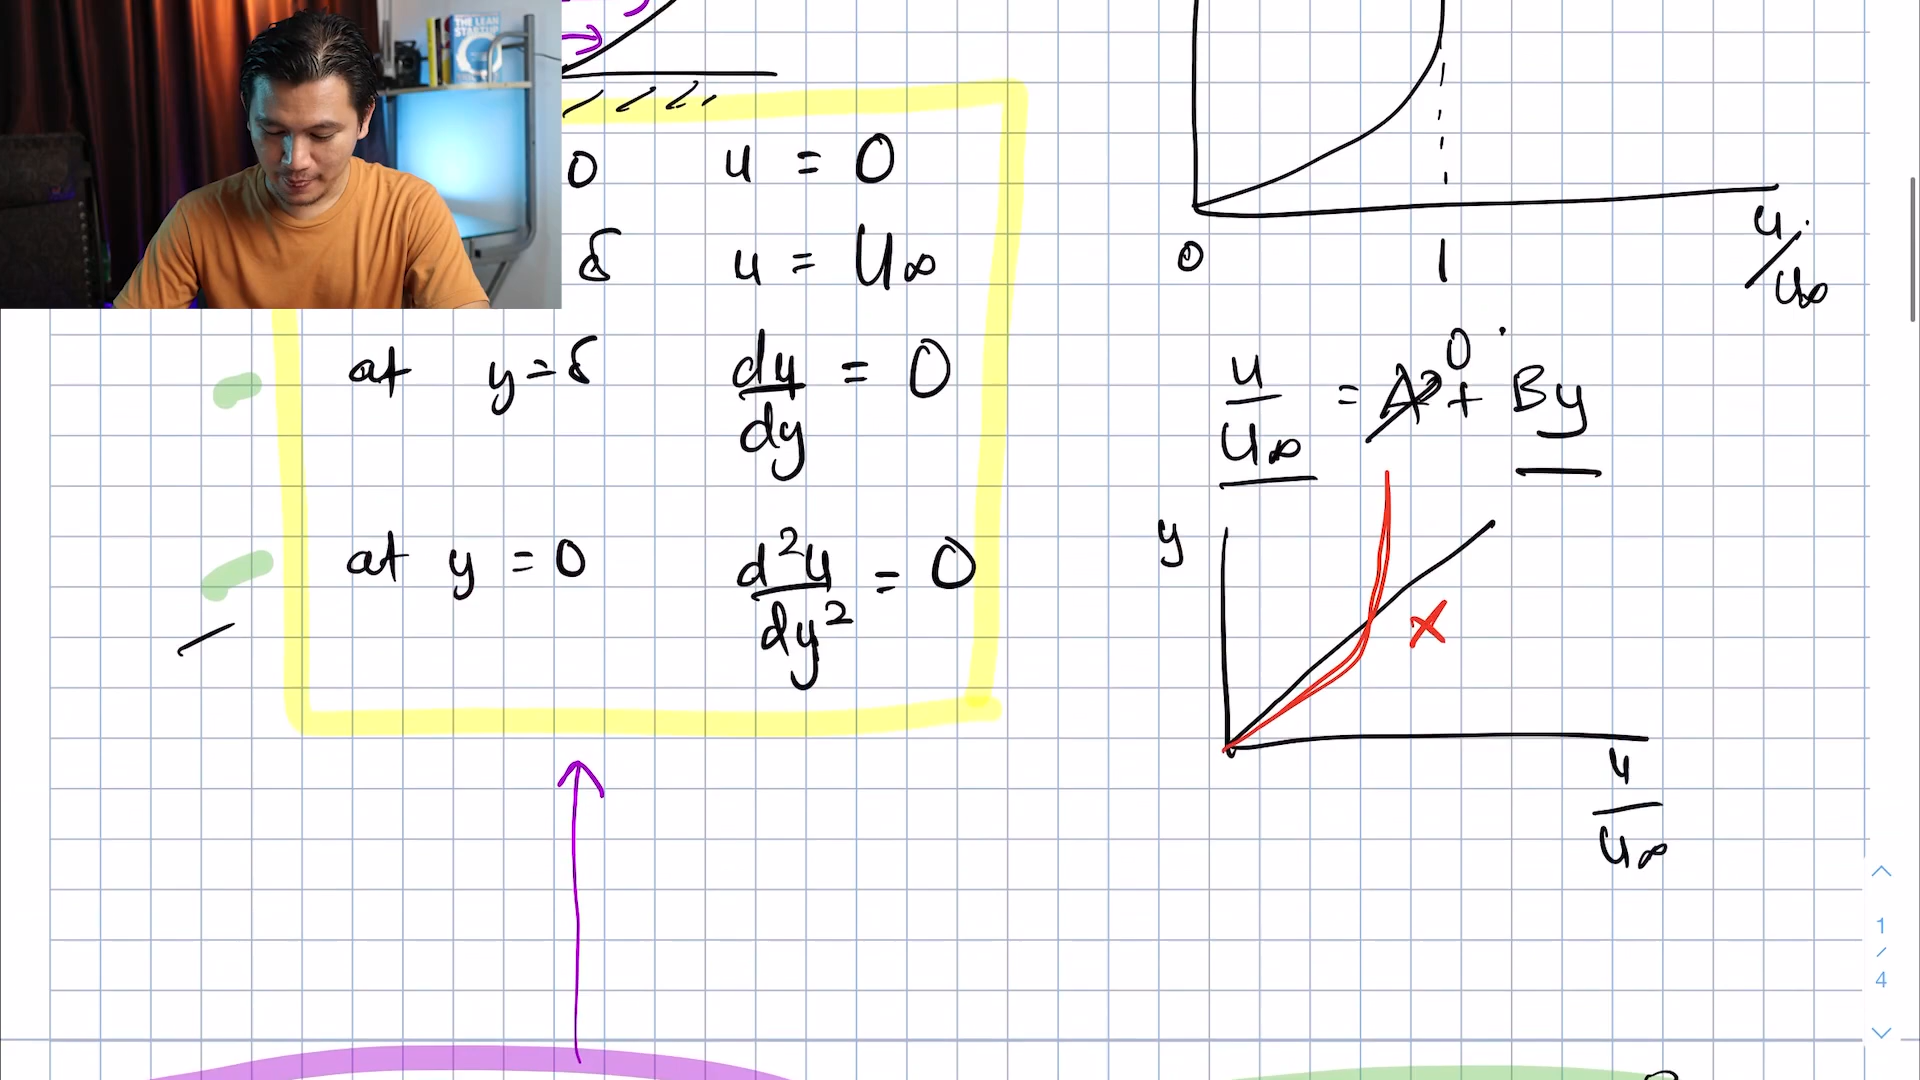 THE LEAN
STARTUP
0 u = 0
δ u = U∞
at y=δ du/dy = 0
at y = 0 d²u/dy² = 0
0 1 u/u∞
u/u∞ = A + By
0
y
x
u/u∞
1
/
4